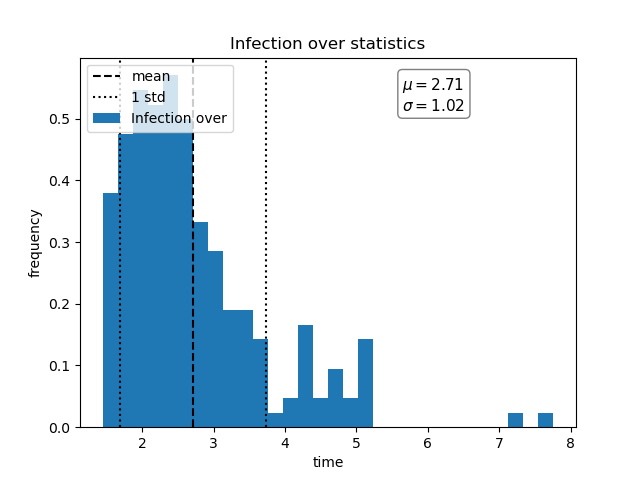 Infection over statistics
mean
1 std
Infection over
μ = 2.71
σ = 1.02
frequency
0.5
0.4
0.3
0.2
0.1
0.0
2 3 4 5 6 7 8
time